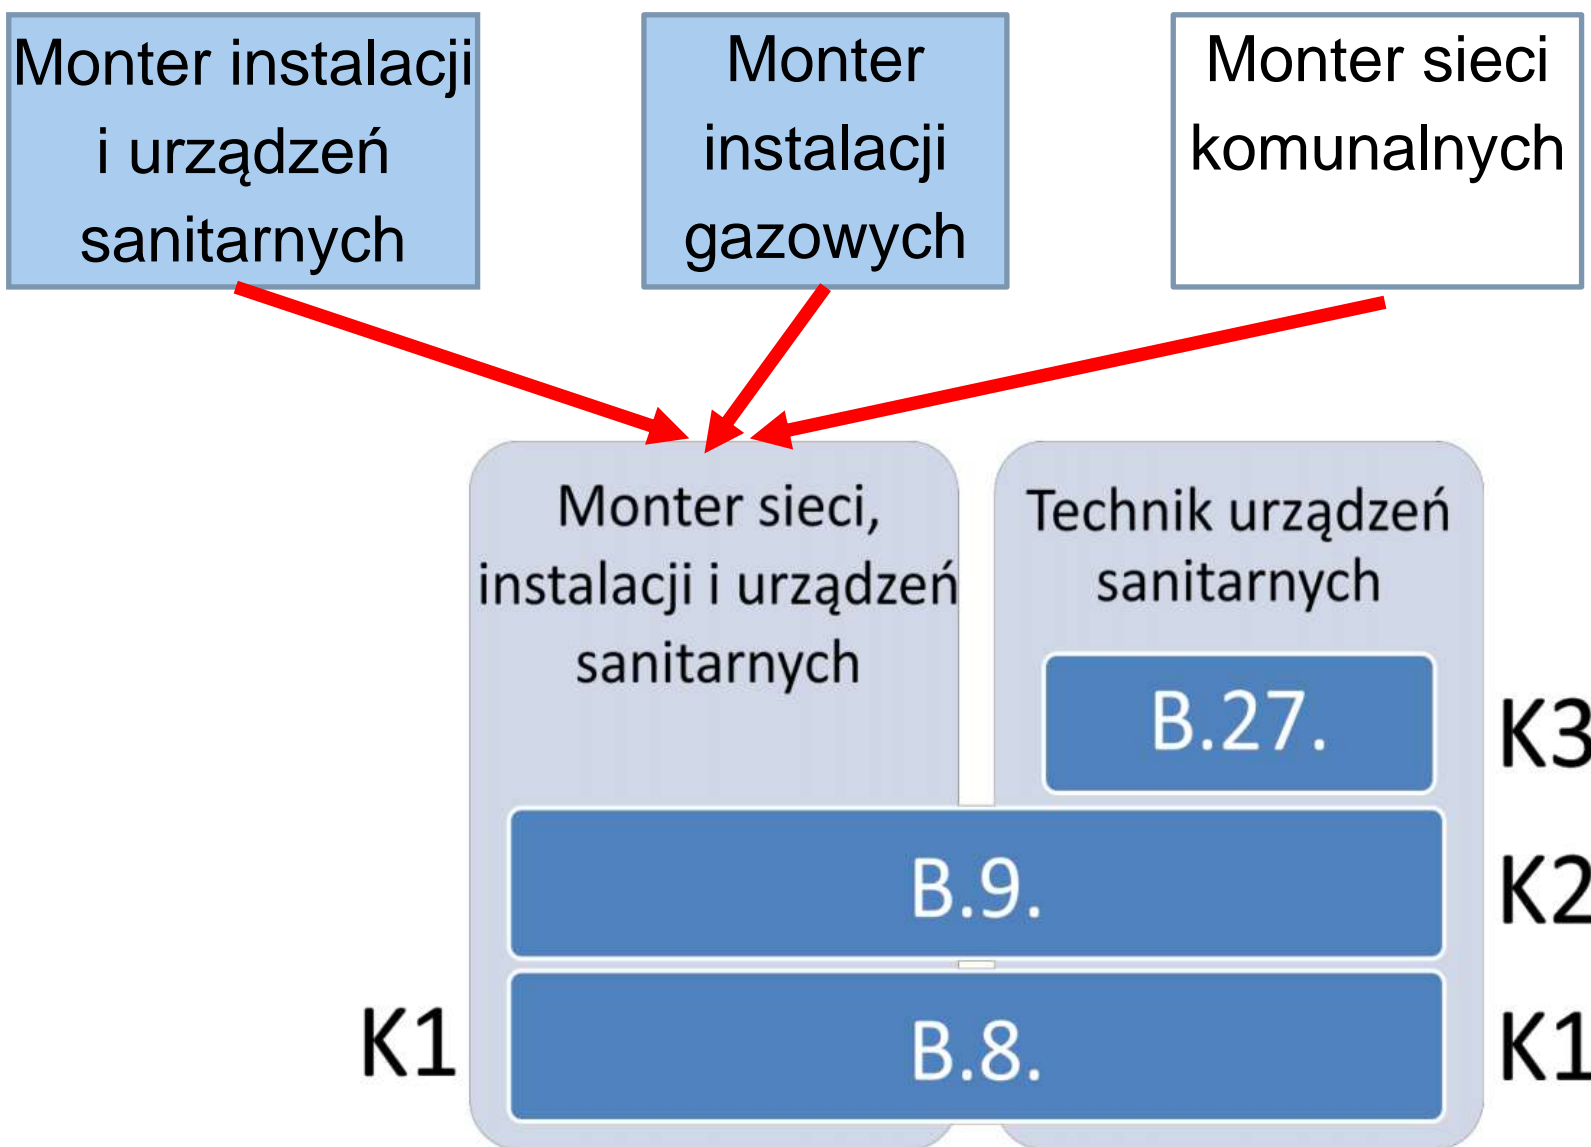 Monter instalacji
i urządzeń
sanitarnych
Monter
instalacji
gazowych
Monter sieci
komunalnych
Monter sieci,
instalacji i urządzeń
sanitarnych
Technik urządzeń
sanitarnych
B.27.
K3
B.9.
K2
K1
B.8.
K1